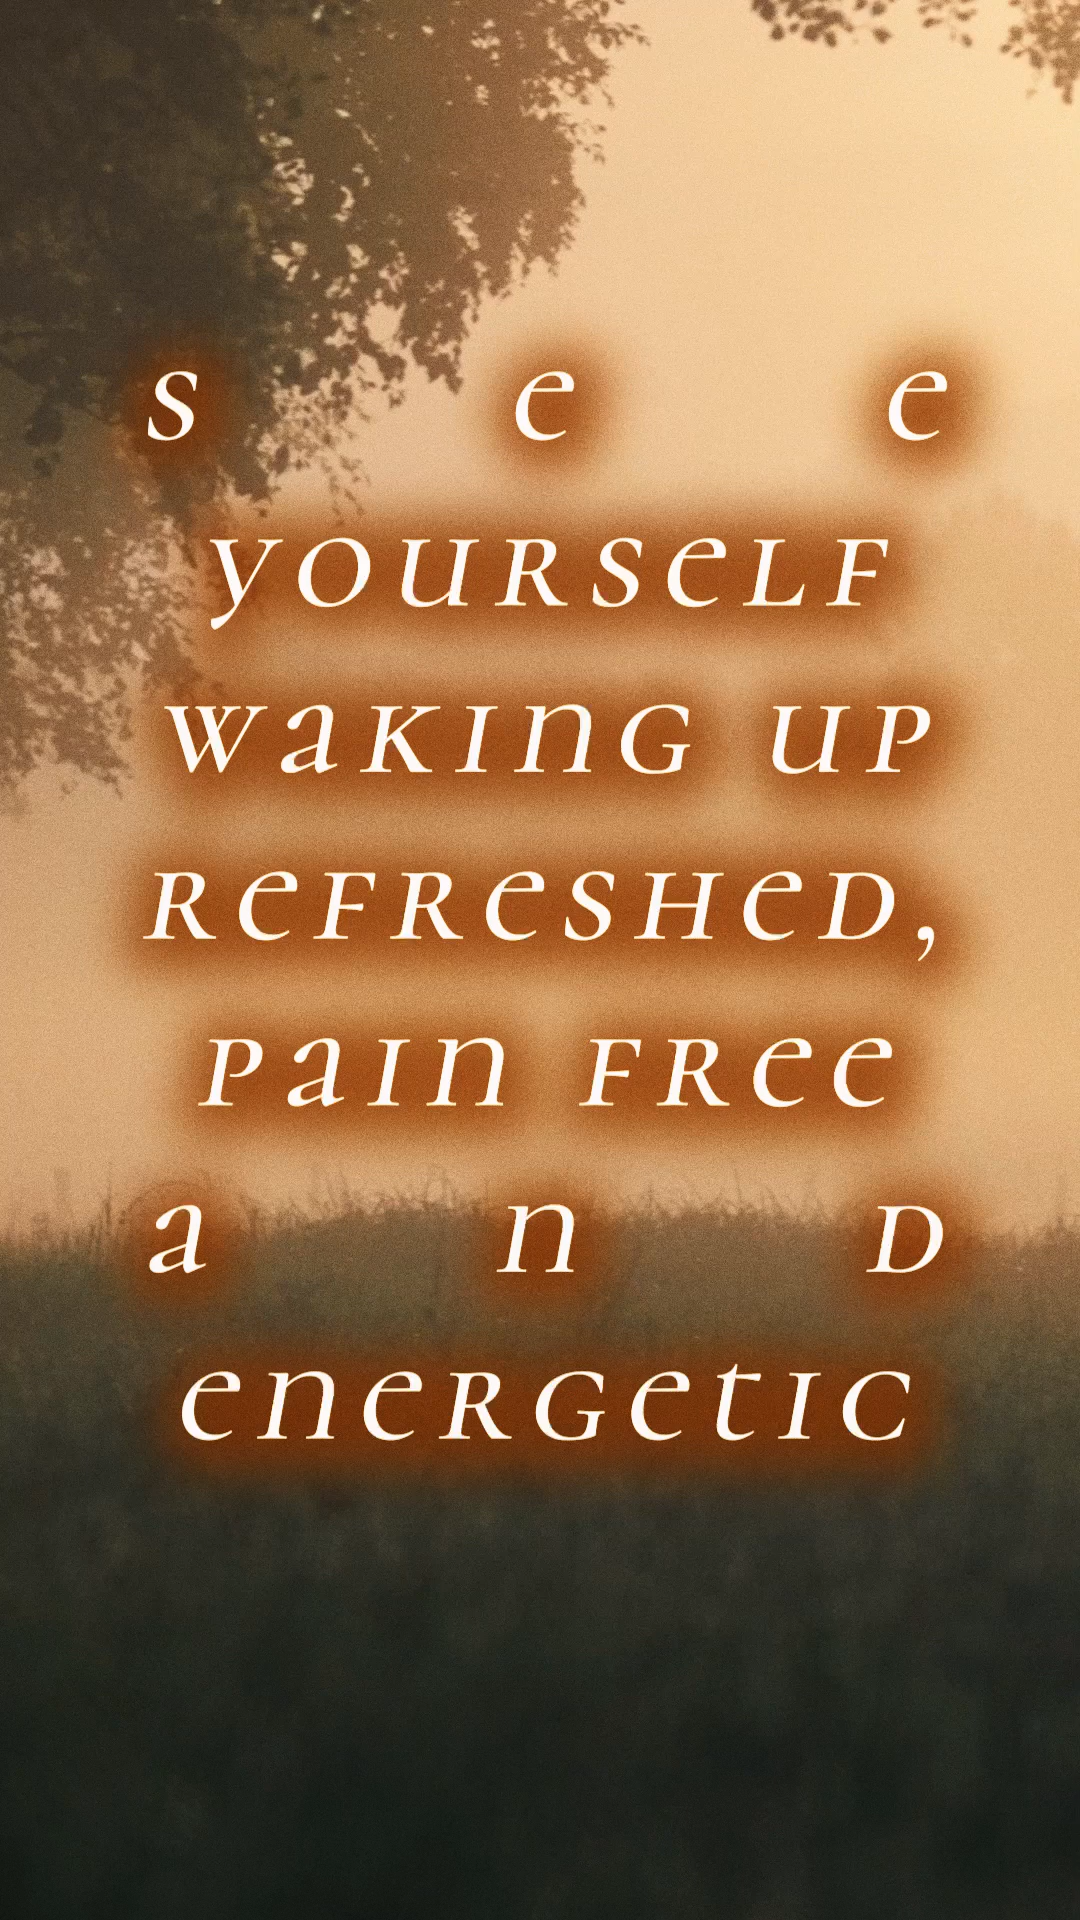 see
yourself
waking up
refreshed,
pain free
and
energetic